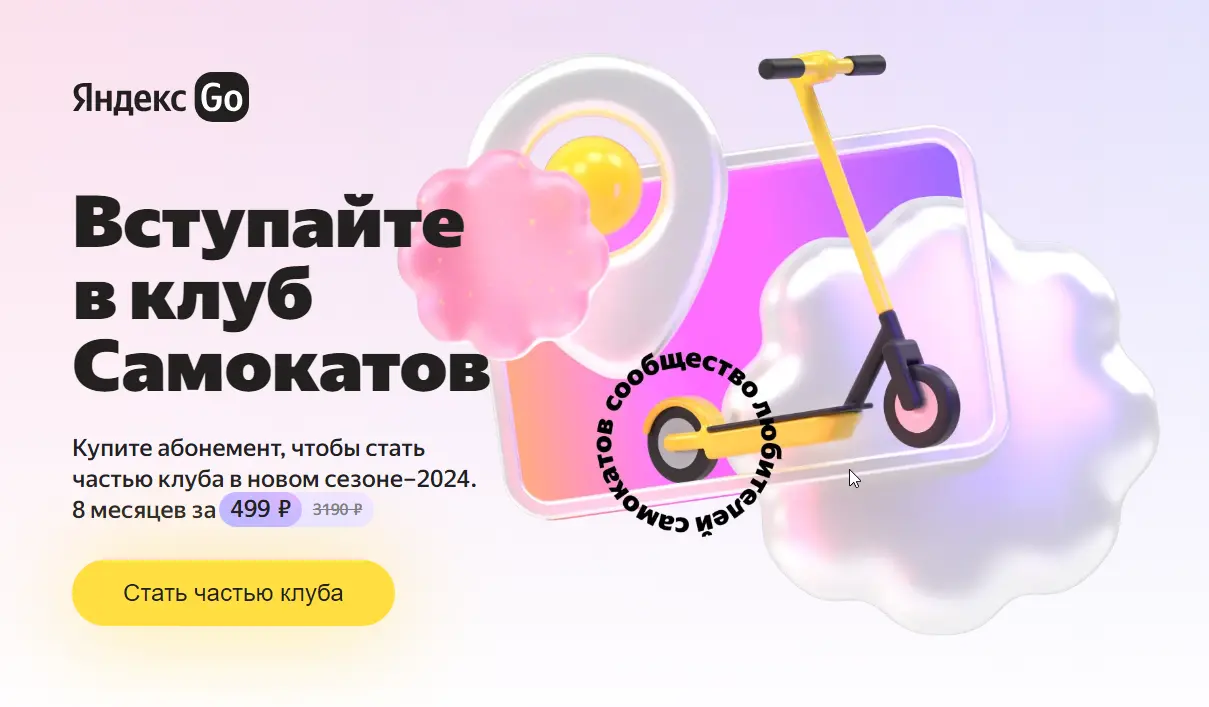 Яндекс Go
Вступайте
в клуб
Самокатов
Купите абонемент, чтобы стать
частью клуба в новом сезоне–2024.
8 месяцев за 499 ₽ 3190 ₽
Стать частью клуба
сообщество любителей самокатов